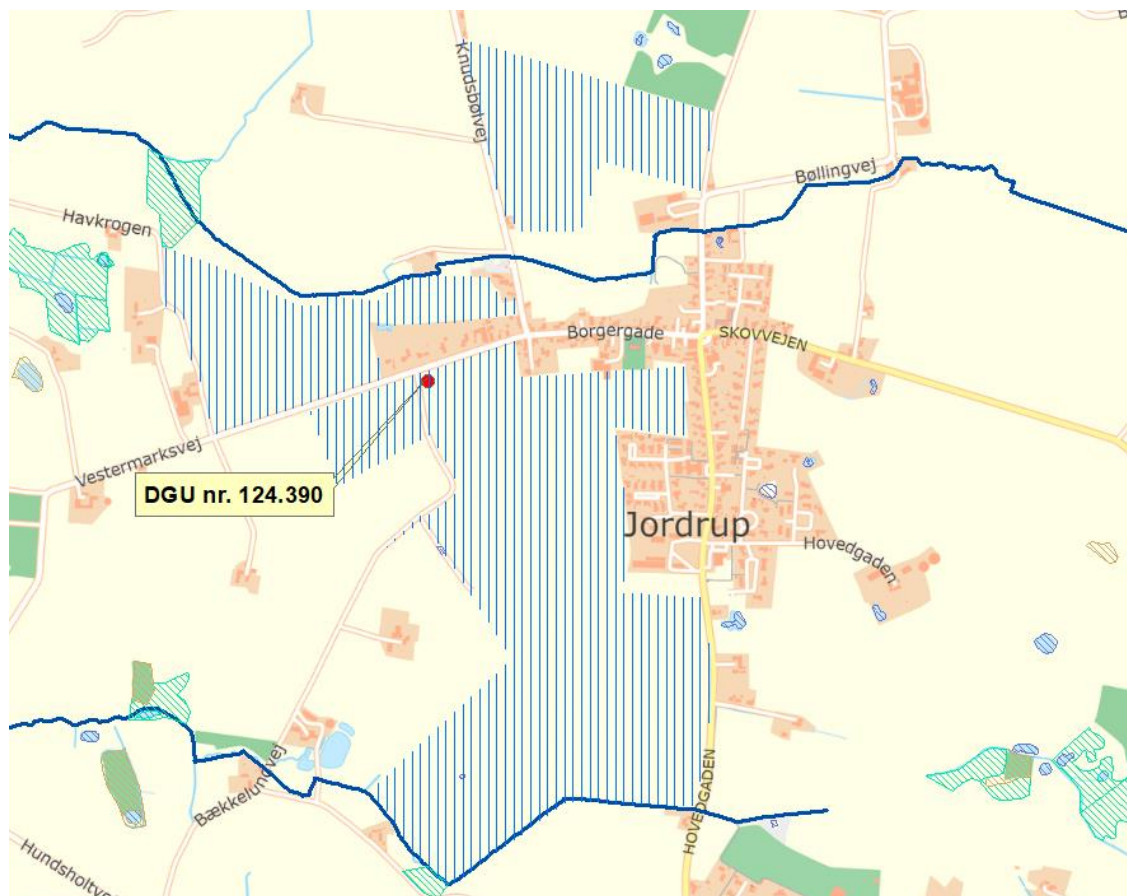 Knudsbølvej
Bøllingvej
Havkrogen
Borgergade
SKOVVEJEN
Vestermarksvej
DGU nr. 124.390
Jordrup
Hovedgaden
HOVEDGADEN
Bækkelundvej